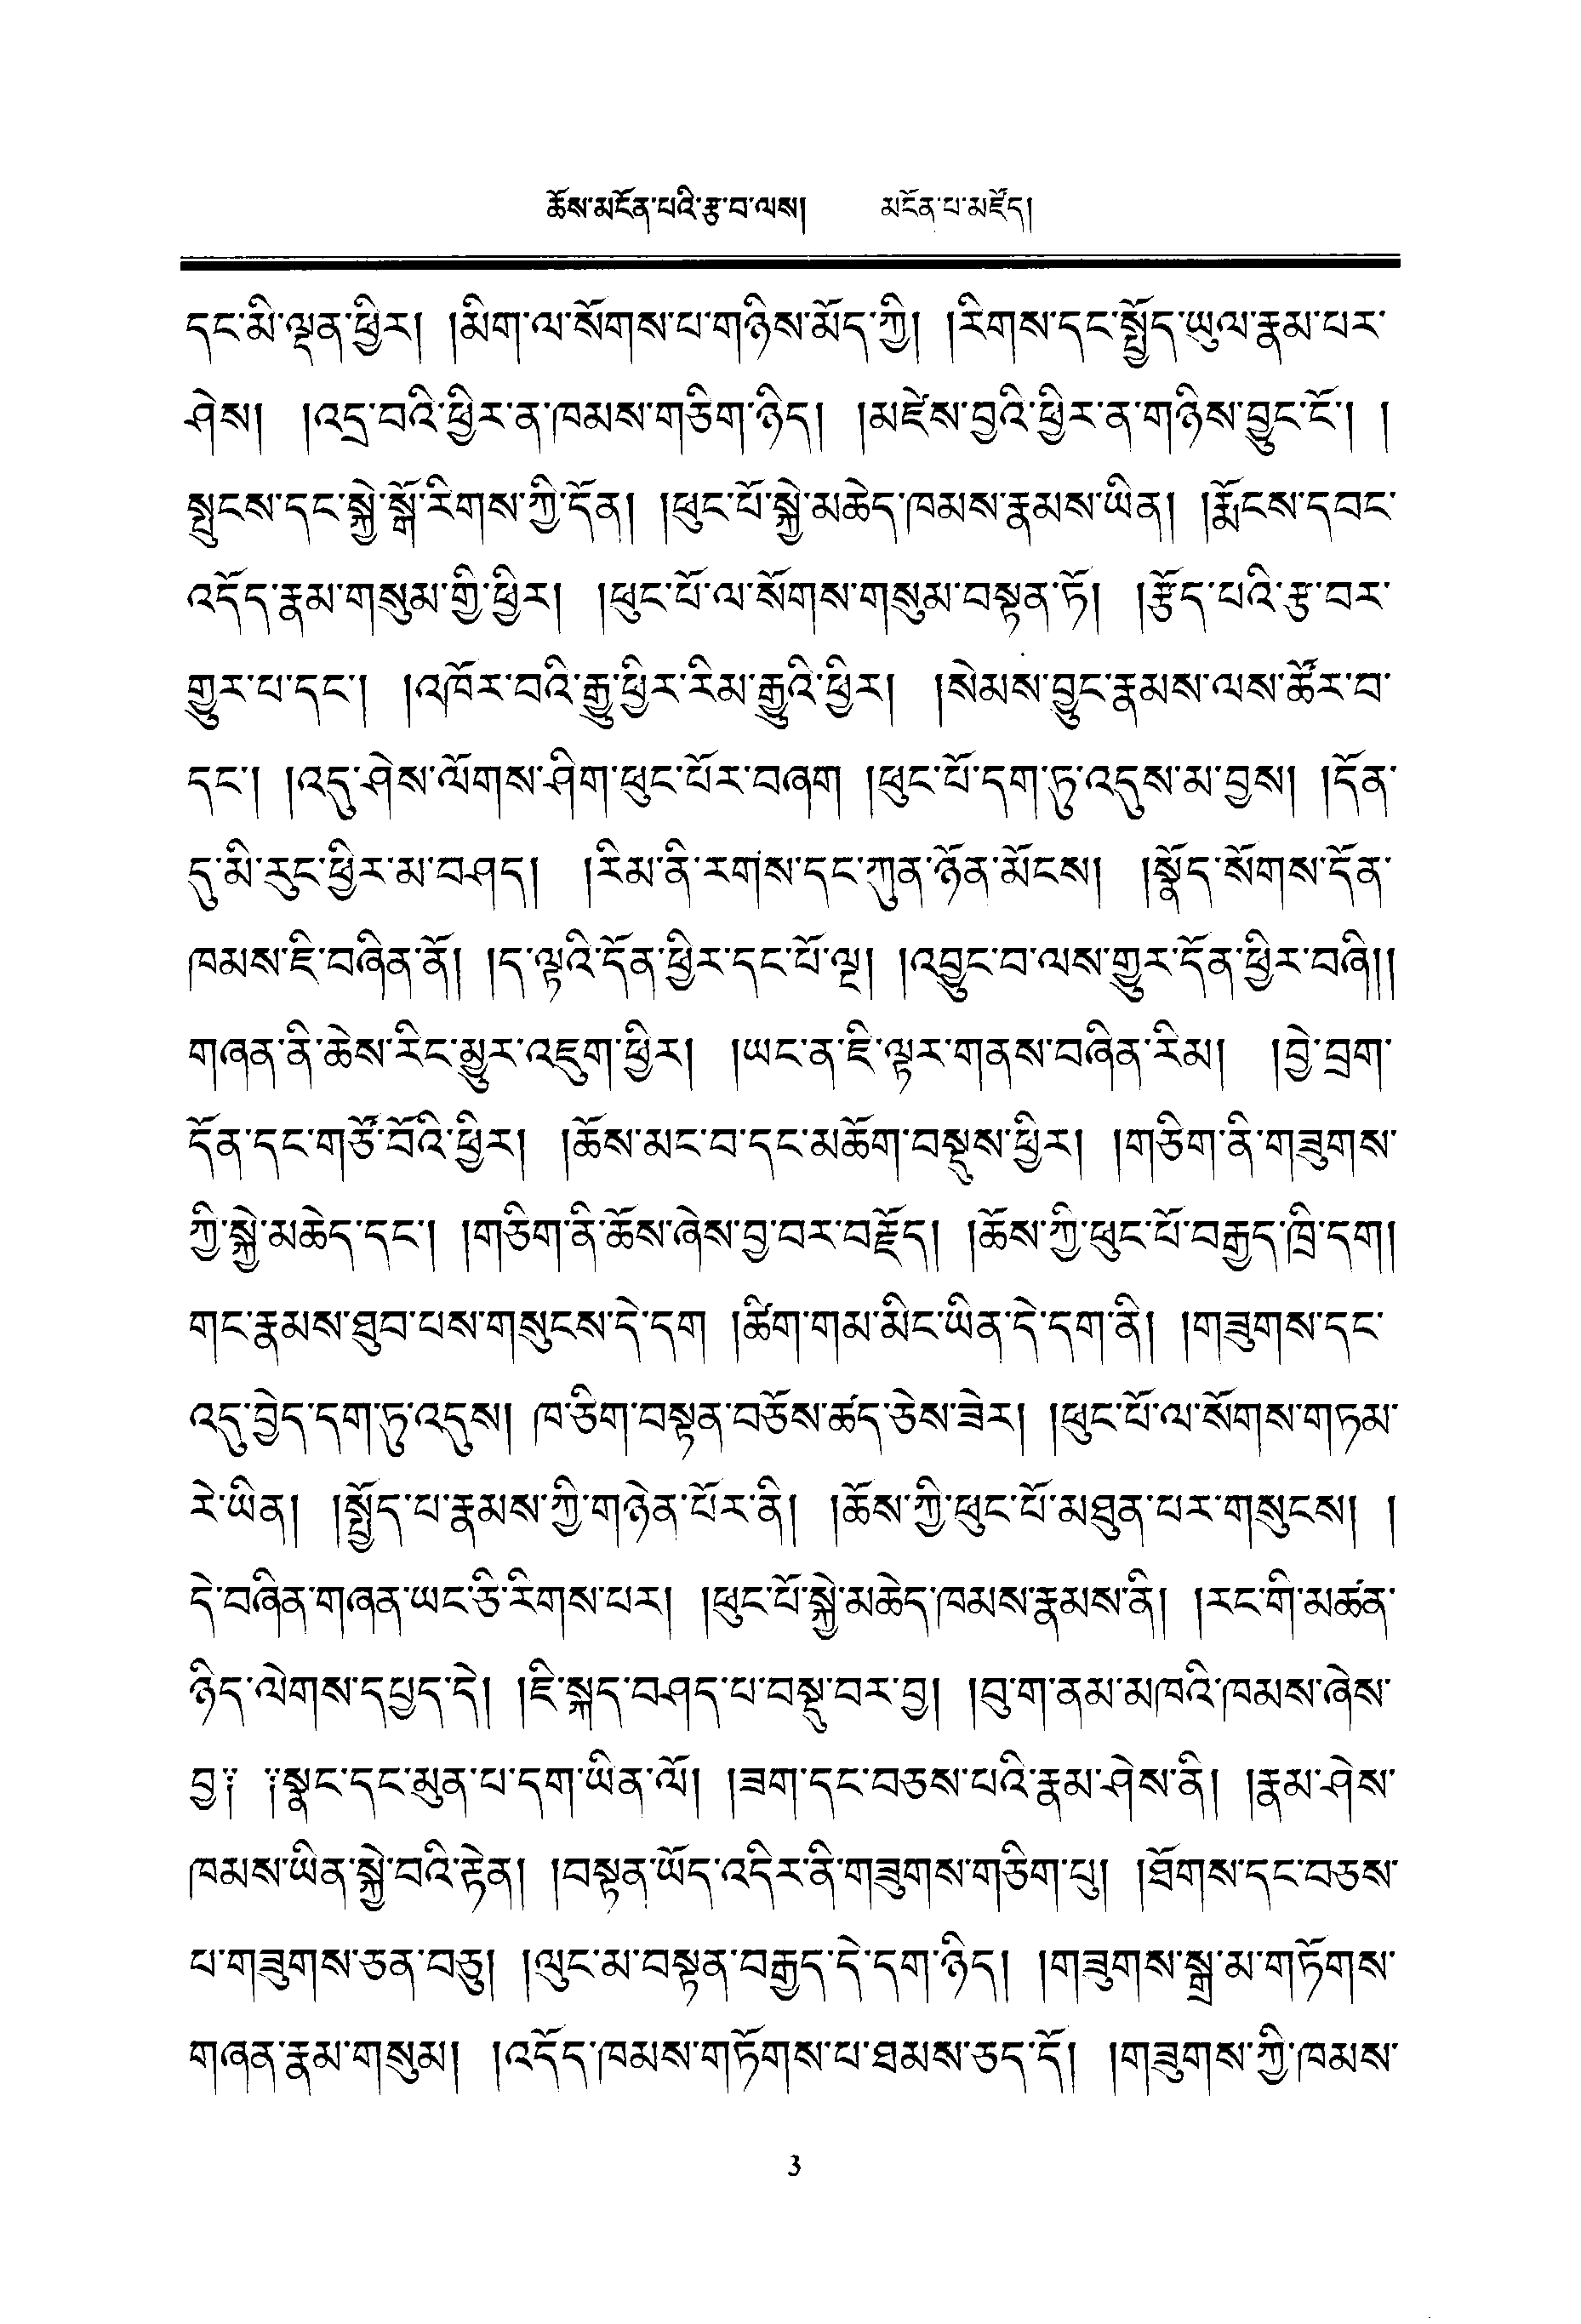 ཆོས་མངོན་པའི་རྩ་བ་ལས། མངོན་པ་མཛོད།
དང་མི་ལྡན་ཕྱིར། །མིག་ལ་སོགས་པ་གཉིས་མོད་ཀྱི། །རིགས་དང་སྤྱོད་ཡུལ་རྣམ་པར་
ཤེས། །འདྲ་བའི་ཕྱིར་ན་ཁམས་གཅིག་ཉིད། །མཛེས་བྱའི་ཕྱིར་ན་གཉིས་བྱུང་ངོ་། །
སྤུངས་དང་སྐྱེ་སྒོ་རིགས་ཀྱི་དོན། །ཕུང་པོ་སྐྱེ་མཆེད་ཁམས་རྣམས་ཡིན། །རྨོངས་དབང་
འདོད་རྣམ་གསུམ་གྱི་ཕྱིར། །ཕུང་པོ་ལ་སོགས་གསུམ་བསྟན་ཏོ། །རྩོད་པའི་རྩ་བར་
གྱུར་པ་དང་། །འཁོར་བའི་རྒྱུ་ཕྱིར་རིམ་རྒྱུའི་ཕྱིར། །སེམས་བྱུང་རྣམས་ལས་ཚོར་བ་
དང་། །འདུ་ཤེས་ལོགས་ཤིག་ཕུང་པོར་བཞག །ཕུང་པོ་དག་ཏུ་འདུས་མ་བྱས། །དོན་
དུ་མི་རུང་ཕྱིར་མ་བཤད། །རིམ་ནི་རགས་དང་ཀུན་ཉོན་མོངས། །སྣོད་སོགས་དོན་
ཁམས་ཇི་བཞིན་ནོ། །ད་ལྟའི་དོན་ཕྱིར་དང་པོ་ལྔ། །འབྱུང་བ་ལས་གྱུར་དོན་ཕྱིར་བཞི།།
གཞན་ནི་ཆེས་རིང་མྱུར་འཇུག་ཕྱིར། །ཡང་ན་ཇི་ལྟར་གནས་བཞིན་རིམ། །བྱེ་བྲག་
དོན་དང་གཙོ་བོའི་ཕྱིར། །ཆོས་མང་བ་དང་མཆོག་བསྡུས་ཕྱིར། །གཅིག་ནི་གཟུགས་
ཀྱི་སྐྱེ་མཆེད་དང་། །གཅིག་ནི་ཆོས་ཞེས་བྱ་བར་བརྗོད། །ཆོས་ཀྱི་ཕུང་པོ་བརྒྱད་ཁྲི་དག།
གང་རྣམས་ཐུབ་པས་གསུངས་དེ་དག །ཚིག་གམ་མིང་ཡིན་དེ་དག་ནི། །གཟུགས་དང་
འདུ་བྱེད་དག་ཏུ་འདུས། ཁ་ཅིག་བསྟན་བཅོས་ཚད་ཅེས་ཟེར། །ཕུང་པོ་ལ་སོགས་གཏམ་
རེ་ཡིན། །སྤྱོད་པ་རྣམས་ཀྱི་གཉེན་པོར་ནི། །ཆོས་ཀྱི་ཕུང་པོ་མཐུན་པར་གསུངས། །
དེ་བཞིན་གཞན་ཡང་ཅི་རིགས་པར། །ཕུང་པོ་སྐྱེ་མཆེད་ཁམས་རྣམས་ནི། །རང་གི་མཚན་
ཉིད་ལེགས་དཔྱད་དེ། །ཇི་སྐད་བཤད་པ་བསྡུ་བར་བྱ། །བུ་ག་ནམ་མཁའི་ཁམས་ཞེས་
བྱ༑ ༑སྣང་དང་མུན་པ་དག་ཡིན་ལོ། །ཟག་དང་བཅས་པའི་རྣམ་ཤེས་ནི། །རྣམ་ཤེས་
ཁམས་ཡིན་སྐྱེ་བའི་རྟེན། །བསྟན་ཡོད་འདིར་ནི་གཟུགས་གཅིག་པུ། །ཐོགས་དང་བཅས་
པ་གཟུགས་ཅན་བཅུ། །ལུང་མ་བསྟན་བརྒྱད་དེ་དག་ཉིད། །གཟུགས་སྒྲ་མ་གཏོགས་
གཞན་རྣམ་གསུམ། །འདོད་ཁམས་གཏོགས་པ་ཐམས་ཅད་དོ། །གཟུགས་ཀྱི་ཁམས་
3